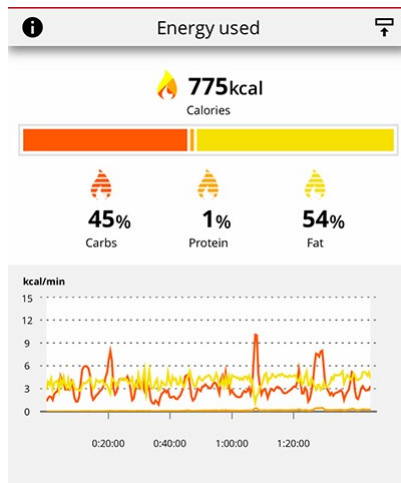 Energy used
775kcal
Calories
45% 1% 54%
Carbs Protein Fat
kcal/min
15
12
9
6
3
0
0:20:00 0:40:00 1:00:00 1:20:00